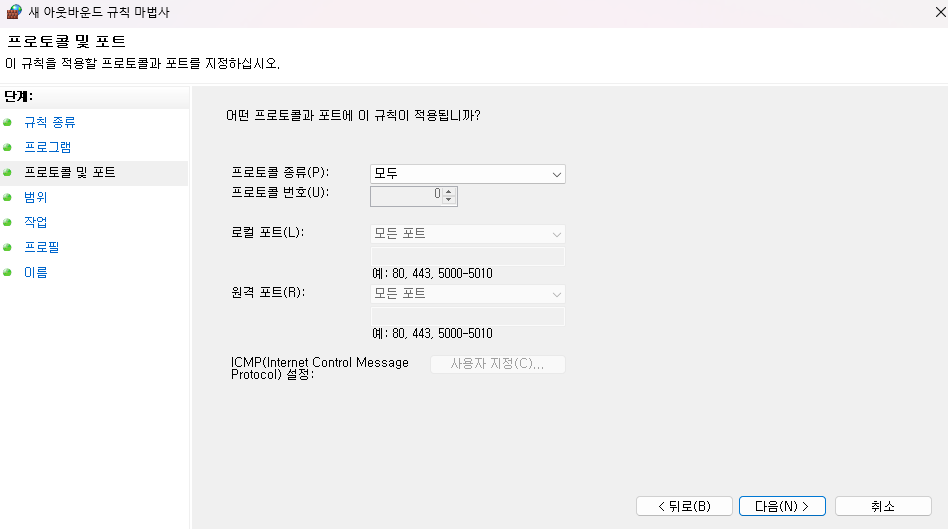 새 아웃바운드 규칙 마법사
프로토콜 및 포트
이 규칙을 적용할 프로토콜과 포트를 지정하십시오.
단계:
규칙 종류
프로그램
프로토콜 및 포트
범위
작업
프로필
이름
어떤 프로토콜과 포트에 이 규칙이 적용됩니까?
프로토콜 종류(P): 모두
프로토콜 번호(U): 0
로컬 포트(L): 모든 포트
예: 80, 443, 5000-5010
원격 포트(R): 모든 포트
예: 80, 443, 5000-5010
ICMP(Internet Control Message
Protocol) 설정:
사용자 지정(C)...
< 뒤로(B) 다음(N) > 취소